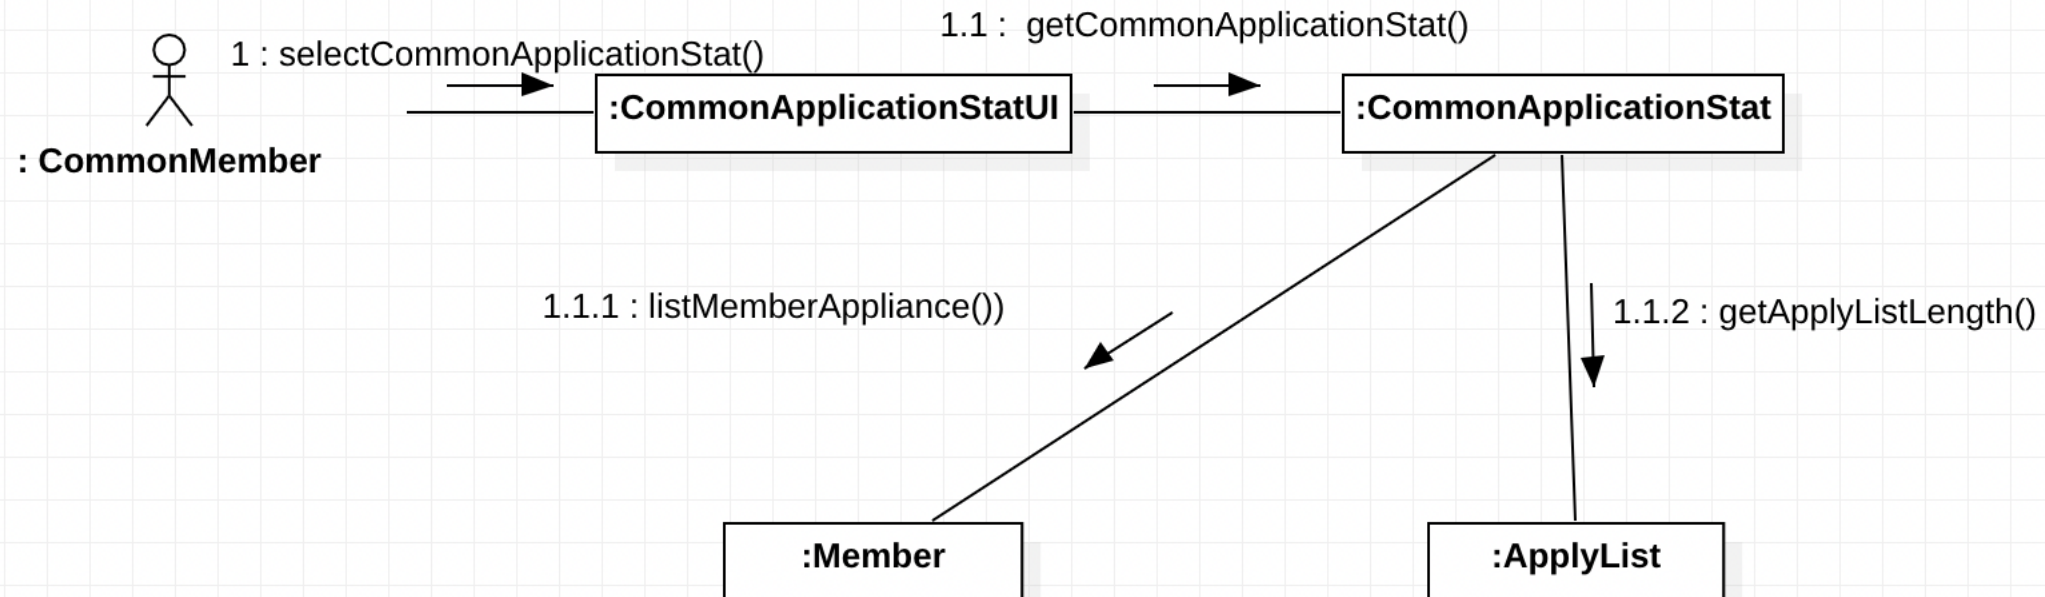 1.1 :  getCommonApplicationStat()
1 : selectCommonApplicationStat()
:CommonApplicationStatUI
:CommonApplicationStat
: CommonMember
1.1.1 : listMemberAppliance())
1.1.2 : getApplyListLength()
:Member
:ApplyList